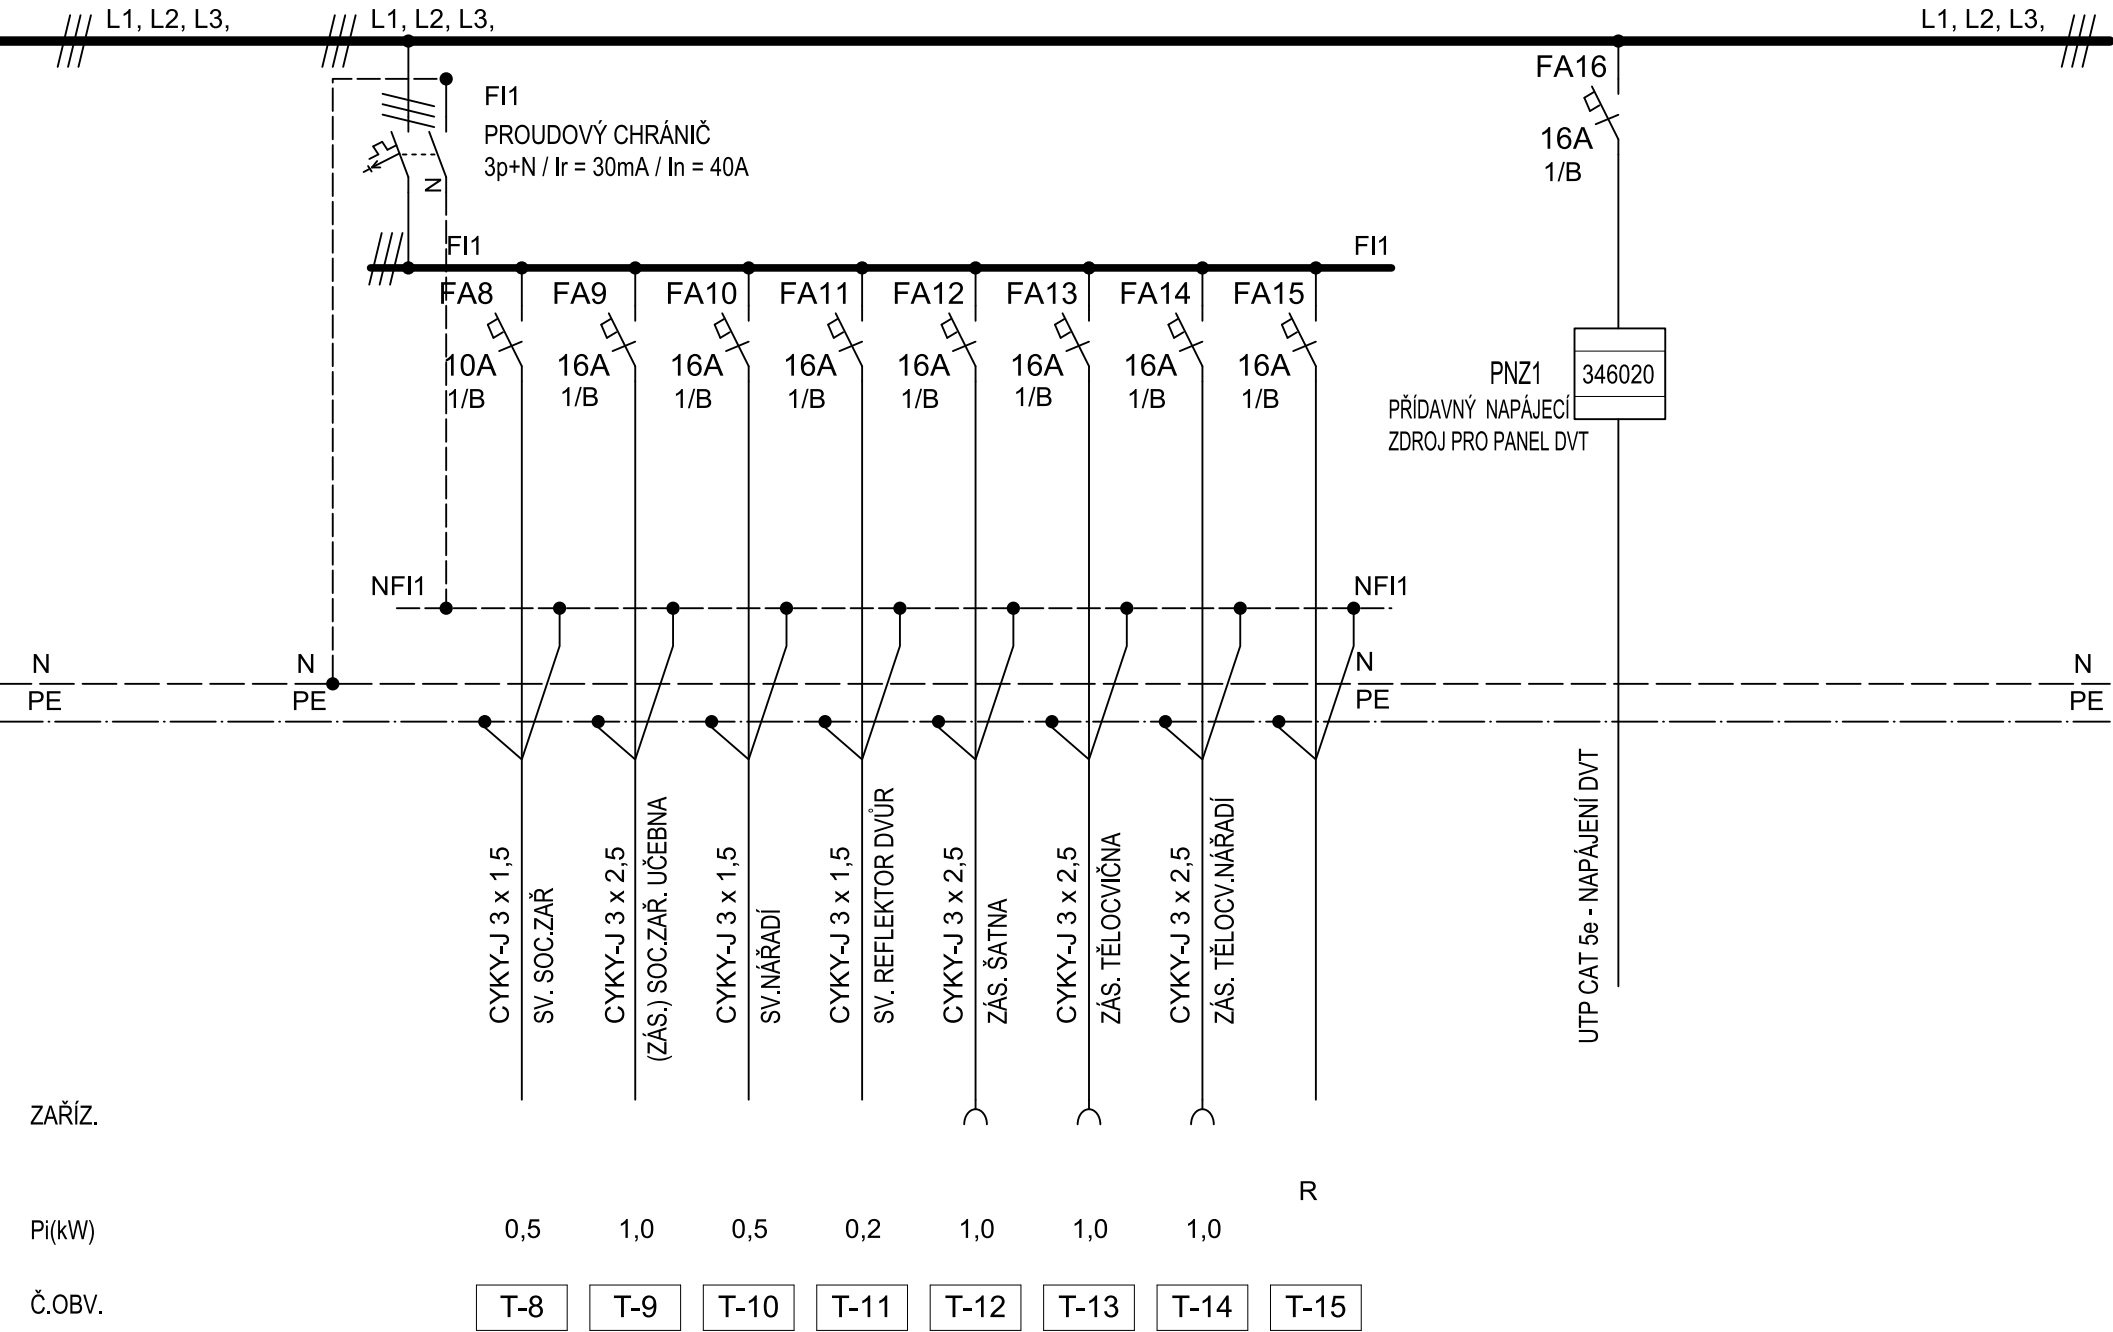 L1, L2, L3,
L1, L2, L3,
L1, L2, L3,
FI1
PROUDOVÝ CHRÁNIČ
3p+N / Ir = 30mA / In = 40A
N
FA16
16A
1/B
FI1
FI1
FA8
FA9
FA10
FA11
FA12
FA13
FA14
FA15
10A
16A
16A
16A
16A
16A
16A
16A
1/B
1/B
1/B
1/B
1/B
1/B
1/B
1/B
PNZ1
346020
PŘÍDAVNÝ NAPÁJECÍ
ZDROJ PRO PANEL DVT
NFI1
NFI1
N
N
N
N
PE
PE
PE
PE
CYKY-J 3 x 1,5
SV. SOC.ZAŘ
CYKY-J 3 x 2,5
(ZÁS.) SOC.ZAŘ. UČEBNA
CYKY-J 3 x 1,5
SV.NÁŘADÍ
CYKY-J 3 x 1,5
SV. REFLEKTOR DVŮR
CYKY-J 3 x 2,5
ZÁS. ŠATNA
CYKY-J 3 x 2,5
ZÁS. TĚLOCVIČNA
CYKY-J 3 x 2,5
ZÁS. TĚLOCV.NÁŘADÍ
UTP CAT 5e - NAPÁJENÍ DVT
ZAŘÍZ.
R
Pi(kW)
0,5
1,0
0,5
0,2
1,0
1,0
1,0
Č.OBV.
T-8
T-9
T-10
T-11
T-12
T-13
T-14
T-15